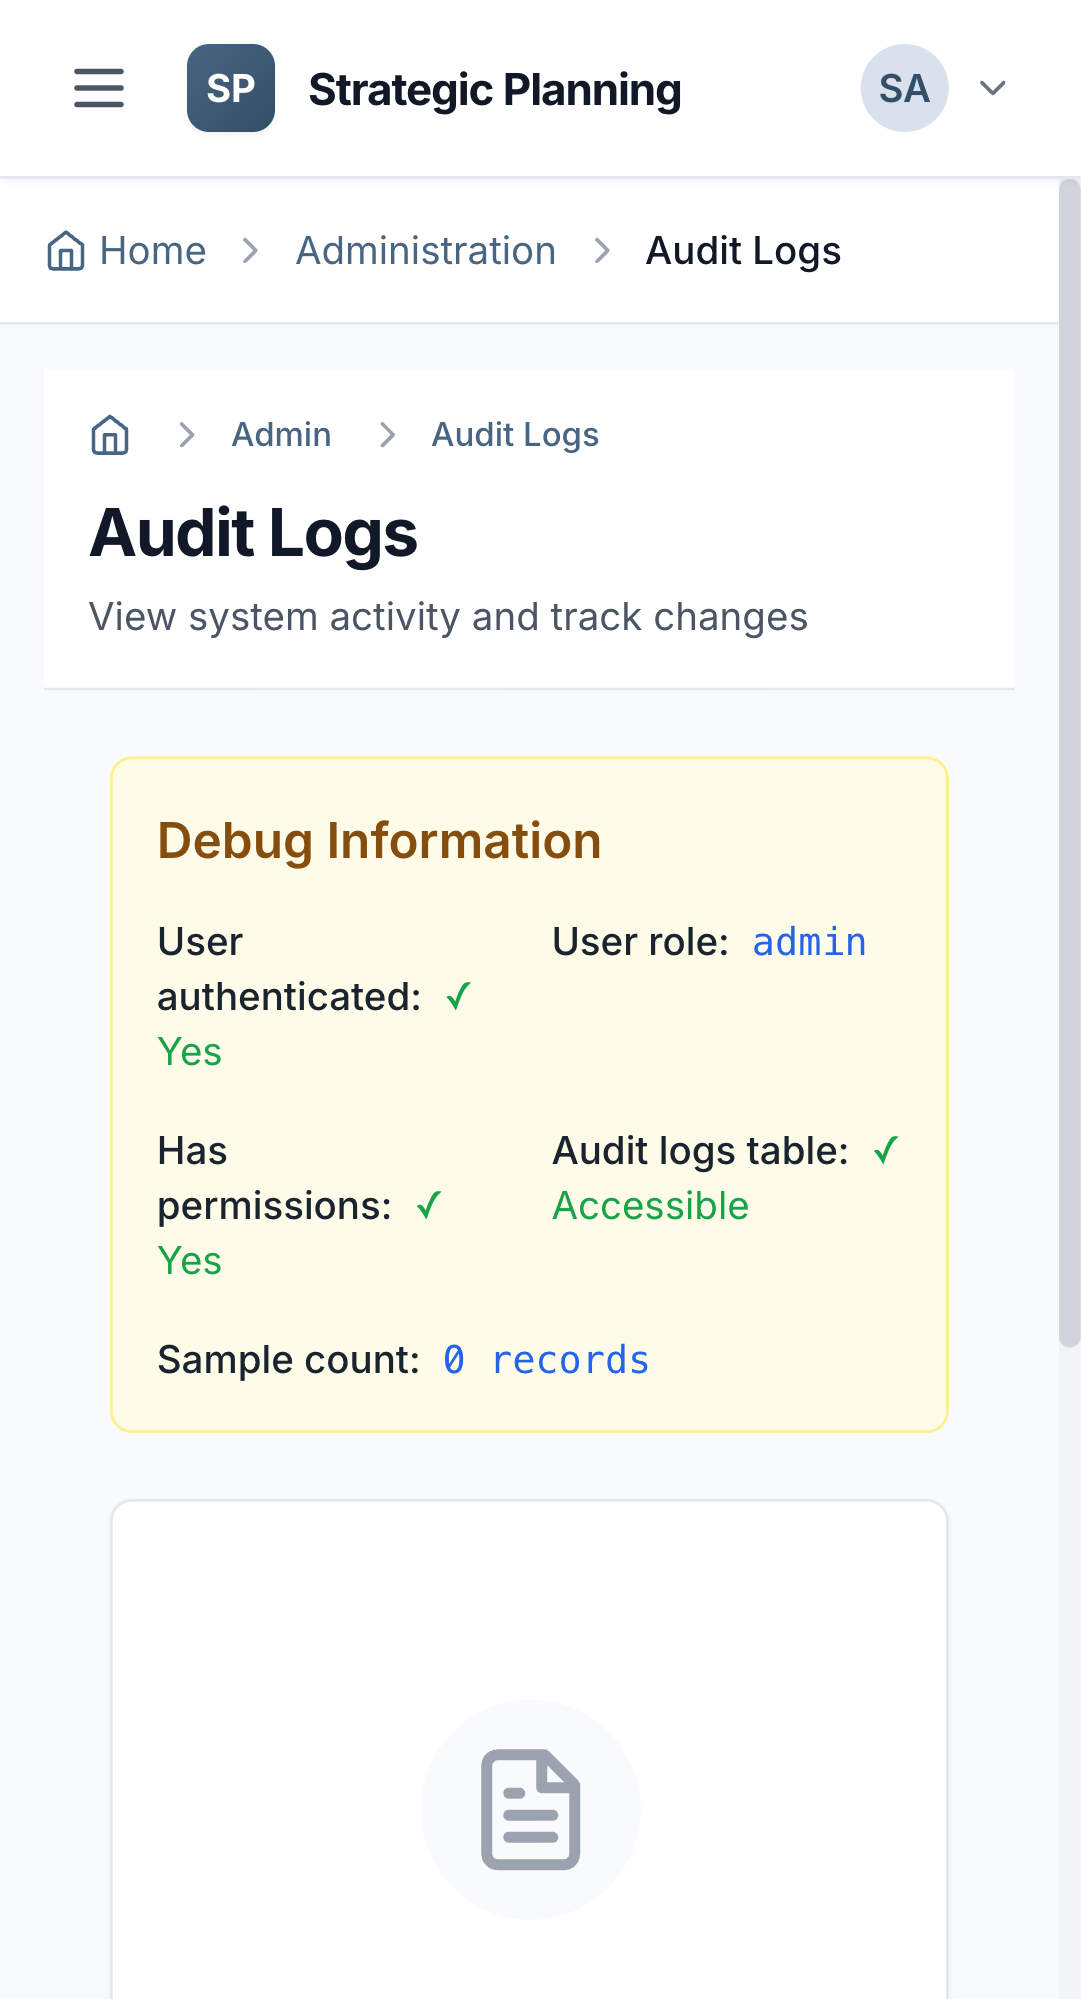 SP Strategic Planning SA
Home Administration Audit Logs
Admin Audit Logs
Audit Logs
View system activity and track changes
Debug Information
User authenticated: ✓ Yes
User role: admin
Has permissions: ✓ Yes
Audit logs table: ✓ Accessible
Sample count: 0 records